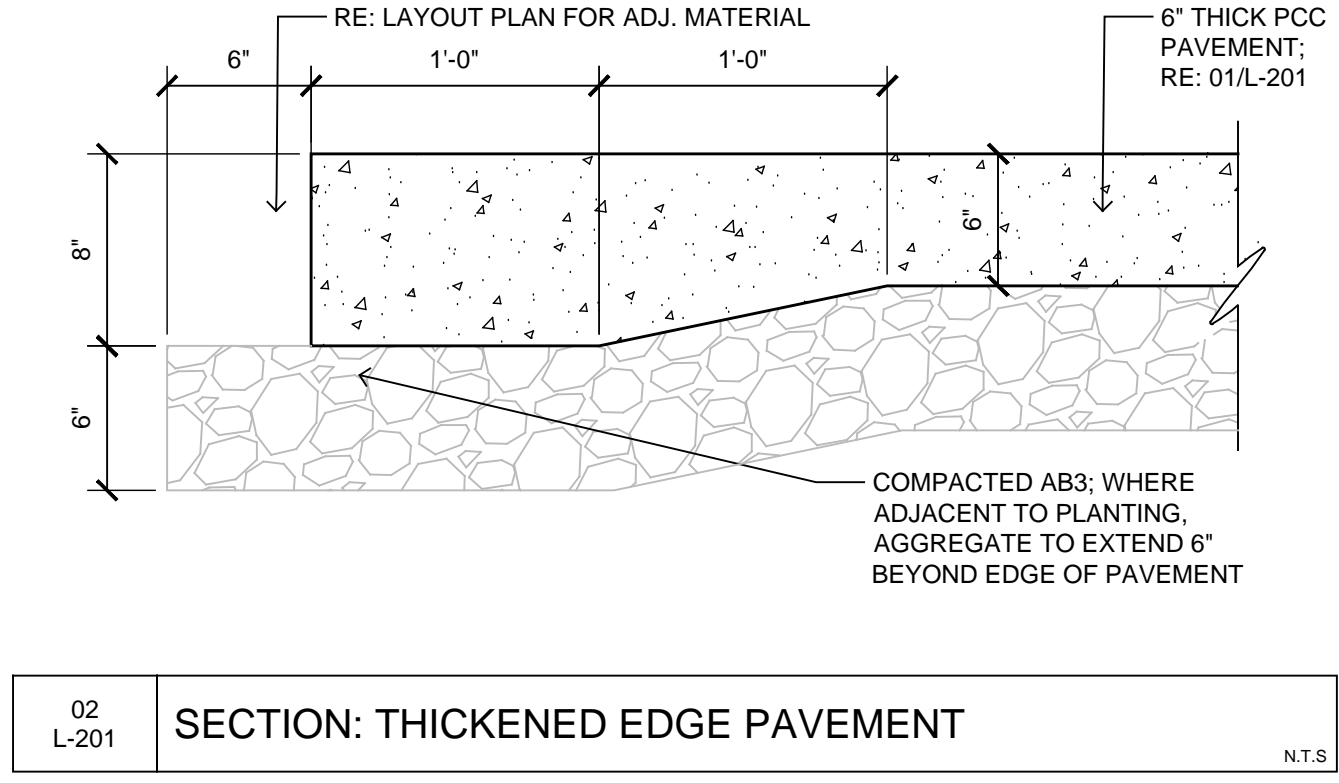 RE: LAYOUT PLAN FOR ADJ. MATERIAL
6" THICK PCC
PAVEMENT;
RE: 01/L-201
6"
1'-0"
1'-0"
8"
6"
6"
COMPACTED AB3; WHERE
ADJACENT TO PLANTING,
AGGREGATE TO EXTEND 6"
BEYOND EDGE OF PAVEMENT
02
L-201
SECTION: THICKENED EDGE PAVEMENT
N.T.S